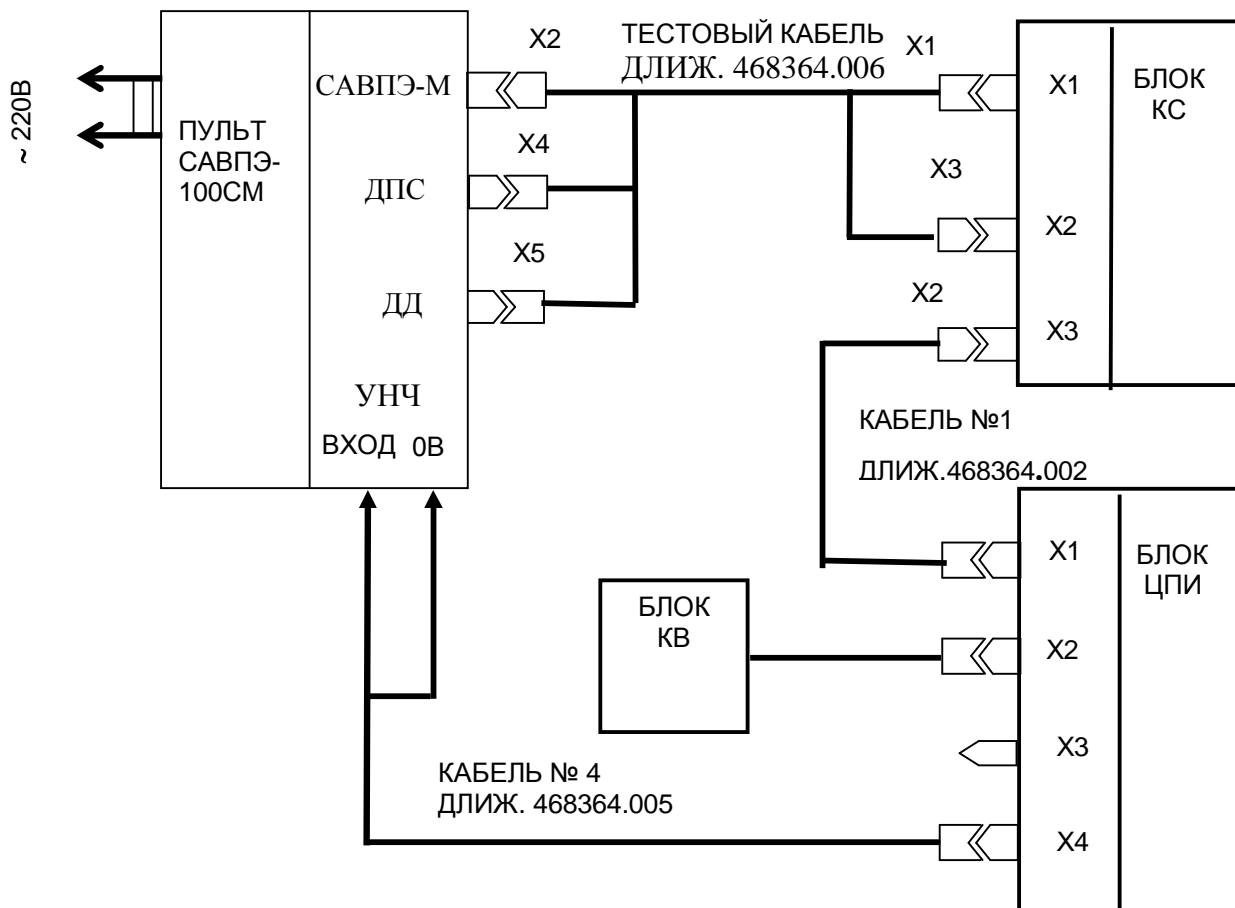 ~ 220В
ПУЛЬТ
САВПЭ-
100СМ
САВПЭ-М
ДПС
ДД
УНЧ
ВХОД 0В
X2
X4
X5
ТЕСТОВЫЙ КАБЕЛЬ
ДЛИЖ. 468364.006
X1
X3
X2
X1
X2
X3
БЛОК
КС
КАБЕЛЬ №1
ДЛИЖ.468364.002
X1
X2
X3
X4
БЛОК
ЦПИ
БЛОК
КВ
КАБЕЛЬ № 4
ДЛИЖ. 468364.005